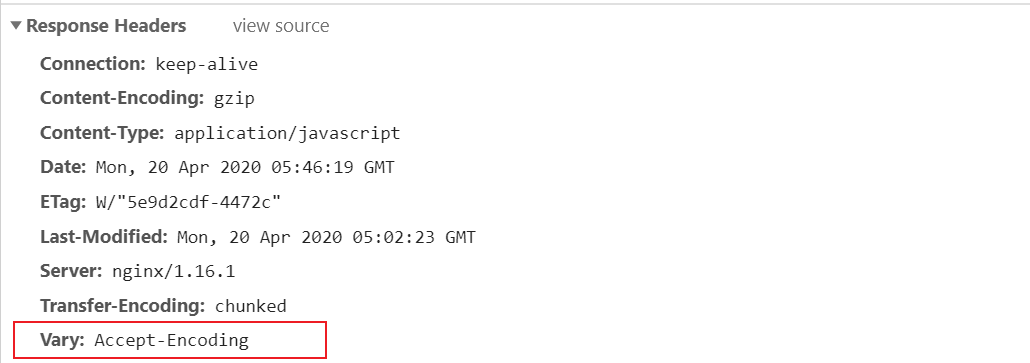 Response Headers view source
Connection: keep-alive
Content-Encoding: gzip
Content-Type: application/javascript
Date: Mon, 20 Apr 2020 05:46:19 GMT
ETag: W/"5e9d2cdf-4472c"
Last-Modified: Mon, 20 Apr 2020 05:02:23 GMT
Server: nginx/1.16.1
Transfer-Encoding: chunked
Vary: Accept-Encoding